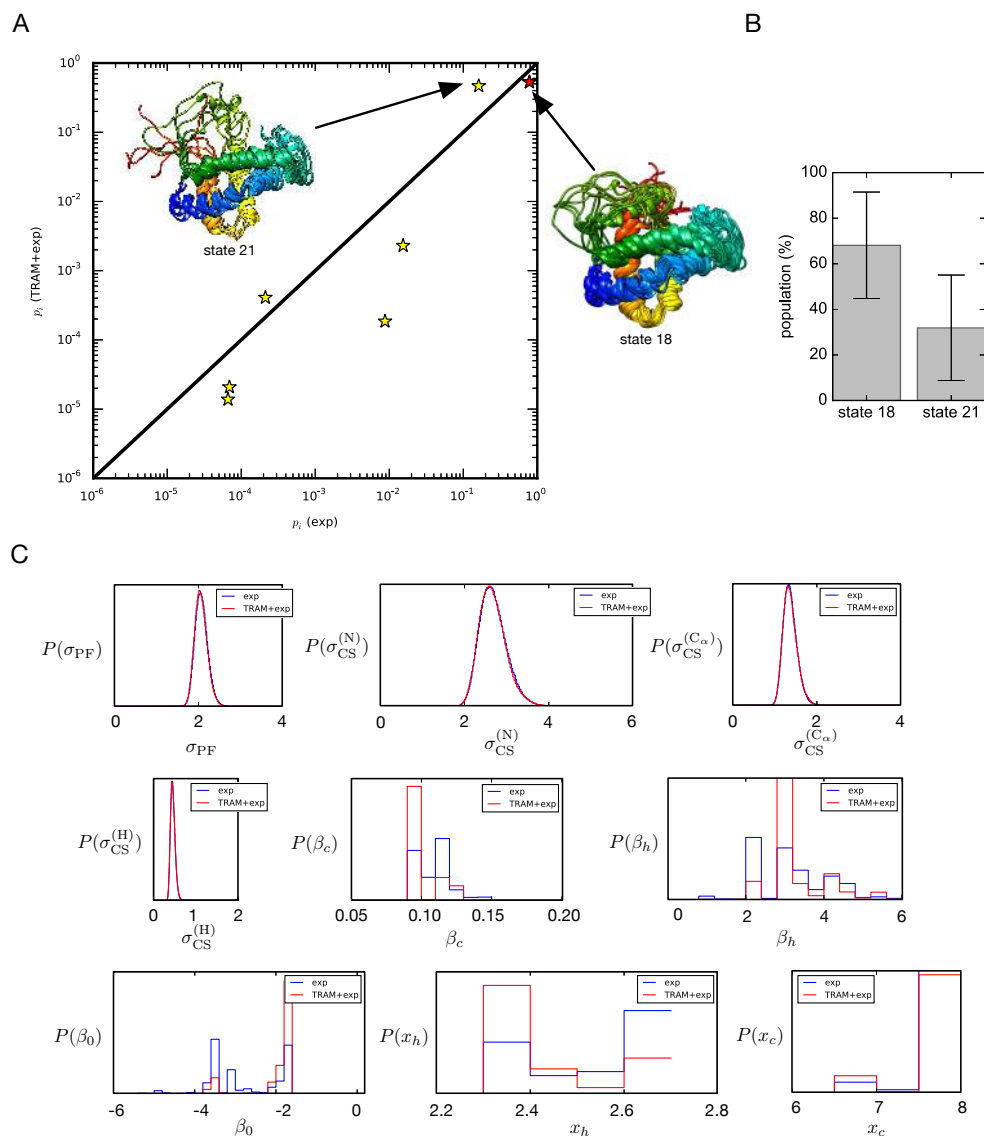 A
B
10^0
10^-1
10^-2
10^-3
10^-4
10^-5
10^-6
p_i (TRAM+exp)
10^-6 10^-5 10^-4 10^-3 10^-2 10^-1 10^0
p_i (exp)
state 21
state 18
100
80
60
40
20
0
population (%)
state 18 state 21
C
P(σ_PF)
exp
TRAM+exp
0 2 4
σ_PF
P(σ_CS^(N))
exp
TRAM+exp
0 2 4 6
σ_CS^(N)
P(σ_CS^(C_α))
exp
TRAM+exp
0 2 4
σ_CS^(C_α)
P(σ_CS^(H))
exp
TRAM+exp
0 1 2
σ_CS^(H)
P(β_c)
exp
TRAM+exp
0.05 0.10 0.15 0.20
β_c
P(β_h)
exp
TRAM+exp
0 2 4 6
β_h
P(β_0)
exp
TRAM+exp
-6 -4 -2 0
β_0
P(x_h)
exp
TRAM+exp
2.2 2.4 2.6 2.8
x_h
P(x_c)
exp
TRAM+exp
6 7 8
x_c